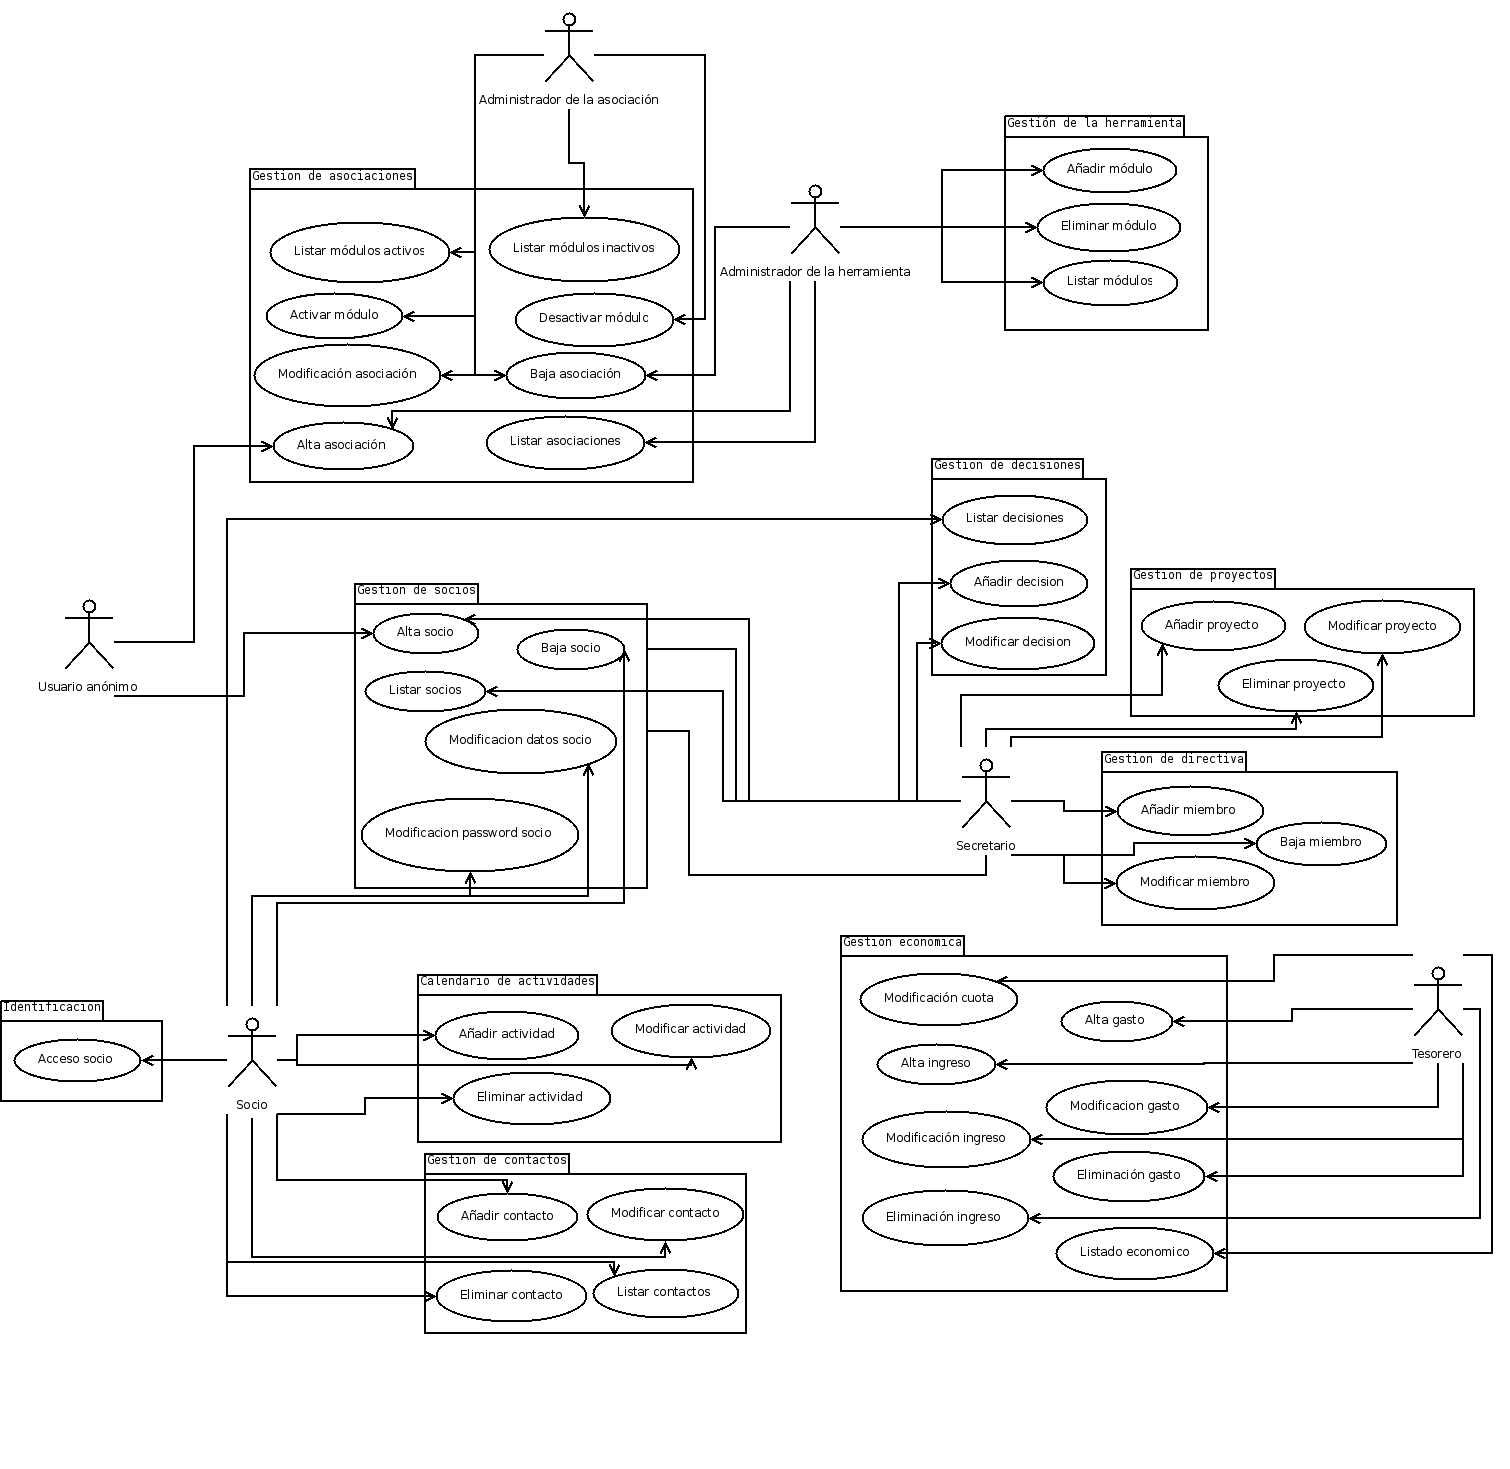 Administrador de la asociación
Gestión de la herramienta
Añadir módulo
Eliminar módulo
Listar módulos
Gestion de asociaciones
Administrador de la herramienta
Listar módulos activos
Listar módulos inactivos
Activar módulo
Desactivar módulo
Modificación asociación
Baja asociación
Alta asociación
Listar asociaciones
Gestion de decisiones
Listar decisiones
Añadir decision
Modificar decision
Gestion de proyectos
Añadir proyecto
Modificar proyecto
Eliminar proyecto
Usuario anónimo
Gestion de socios
Alta socio
Baja socio
Listar socios
Modificacion datos socio
Modificacion password socio
Secretario
Gestion de directiva
Añadir miembro
Baja miembro
Modificar miembro
Gestion economica
Modificación cuota
Alta gasto
Alta ingreso
Modificacion gasto
Modificación ingreso
Eliminación gasto
Eliminación ingreso
Listado economico
Tesorero
Identificacion
Acceso socio
Socio
Calendario de actividades
Añadir actividad
Modificar actividad
Eliminar actividad
Gestion de contactos
Añadir contacto
Modificar contacto
Eliminar contacto
Listar contactos